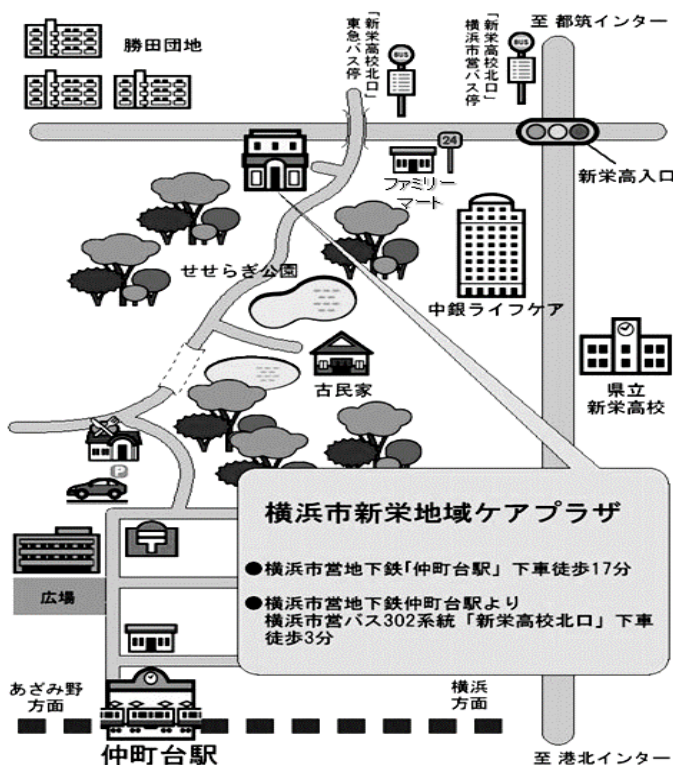 至 都筑インター
勝田団地
「新栄高校北口」
東急バス停
「新栄高校北口」
横浜市営バス停
BUS
BUS
24
ファミリー
マート
新栄高入口
せせらぎ公園
中銀ライフケア
古民家
県立
新栄高校
P
横浜市新栄地域ケアプラザ
●横浜市営地下鉄「仲町台駅」下車徒歩17分
●横浜市営地下鉄仲町台駅より
横浜市営バス302系統「新栄高校北口」下車
徒歩3分
広場
あざみ野
方面
横浜
方面
仲町台駅
至 港北インター